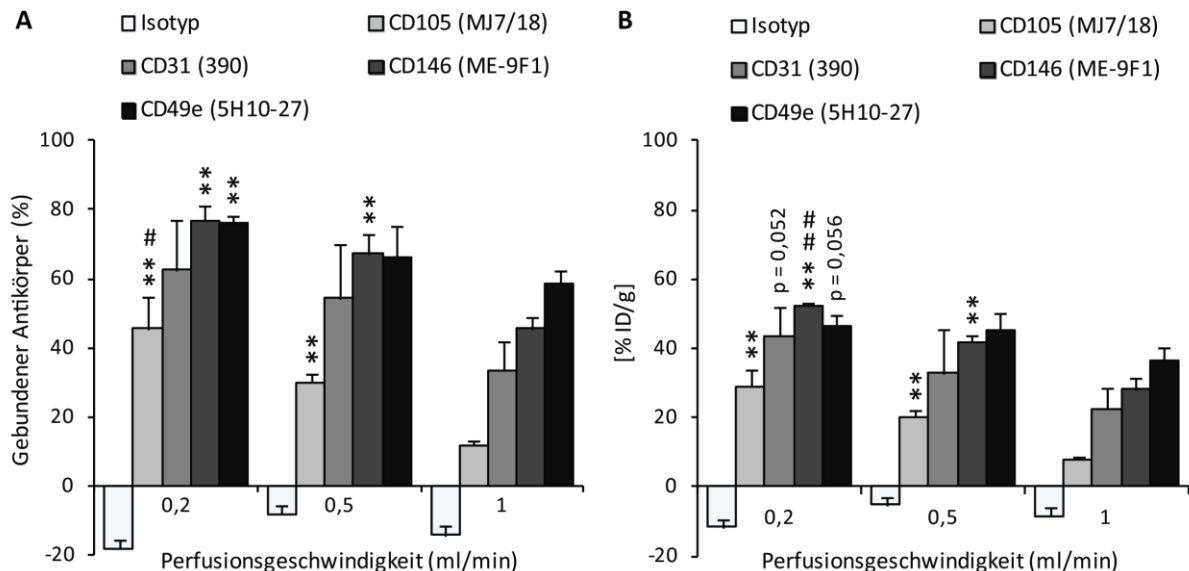 A
Isotyp
CD105 (MJ7/18)
CD31 (390)
CD146 (ME-9F1)
CD49e (5H10-27)
Gebundener Antikörper (%)
100
80
60
40
20
0
-20
** #
**
**
**
**
0,2
0,5
1
Perfusionsgeschwindigkeit (ml/min)
B
Isotyp
CD105 (MJ7/18)
CD31 (390)
CD146 (ME-9F1)
CD49e (5H10-27)
[% ID/g]
100
80
60
40
20
0
-20
**
p = 0,052
** ##
p = 0,056
**
**
0,2
0,5
1
Perfusionsgeschwindigkeit (ml/min)